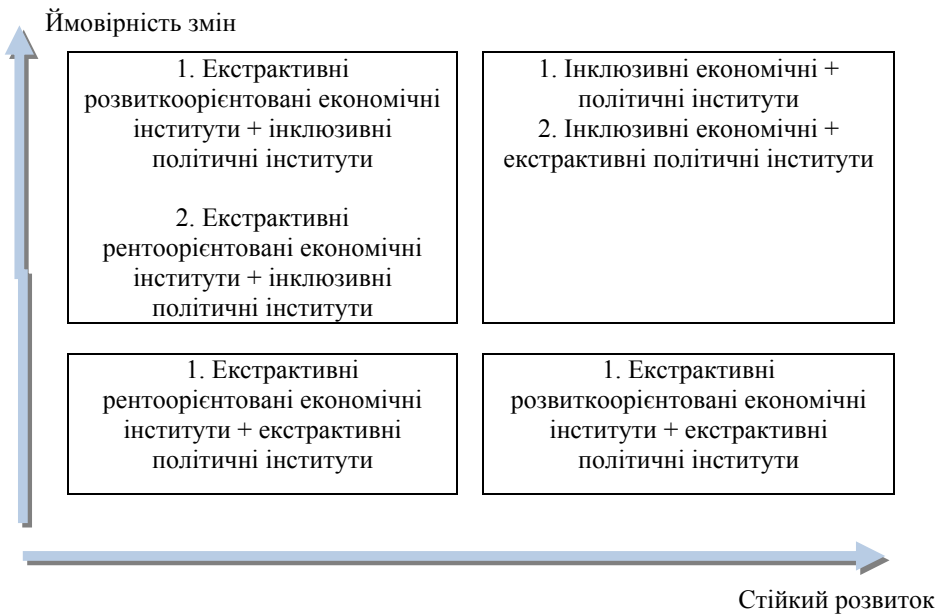 Ймовірність змін
1. Екстрактивні
розвиткоорієнтовані економічні
інститути + інклюзивні
політичні інститути
2. Екстрактивні
рентоорієнтовані економічні
інститути + інклюзивні
політичні інститути
1. Інклюзивні економічні +
політичні інститути
2. Інклюзивні економічні +
екстрактивні політичні інститути
1. Екстрактивні
рентоорієнтовані економічні
інститути + екстрактивні
політичні інститути
1. Екстрактивні
розвиткоорієнтовані економічні
інститути + екстрактивні
політичні інститути
Стійкий розвиток